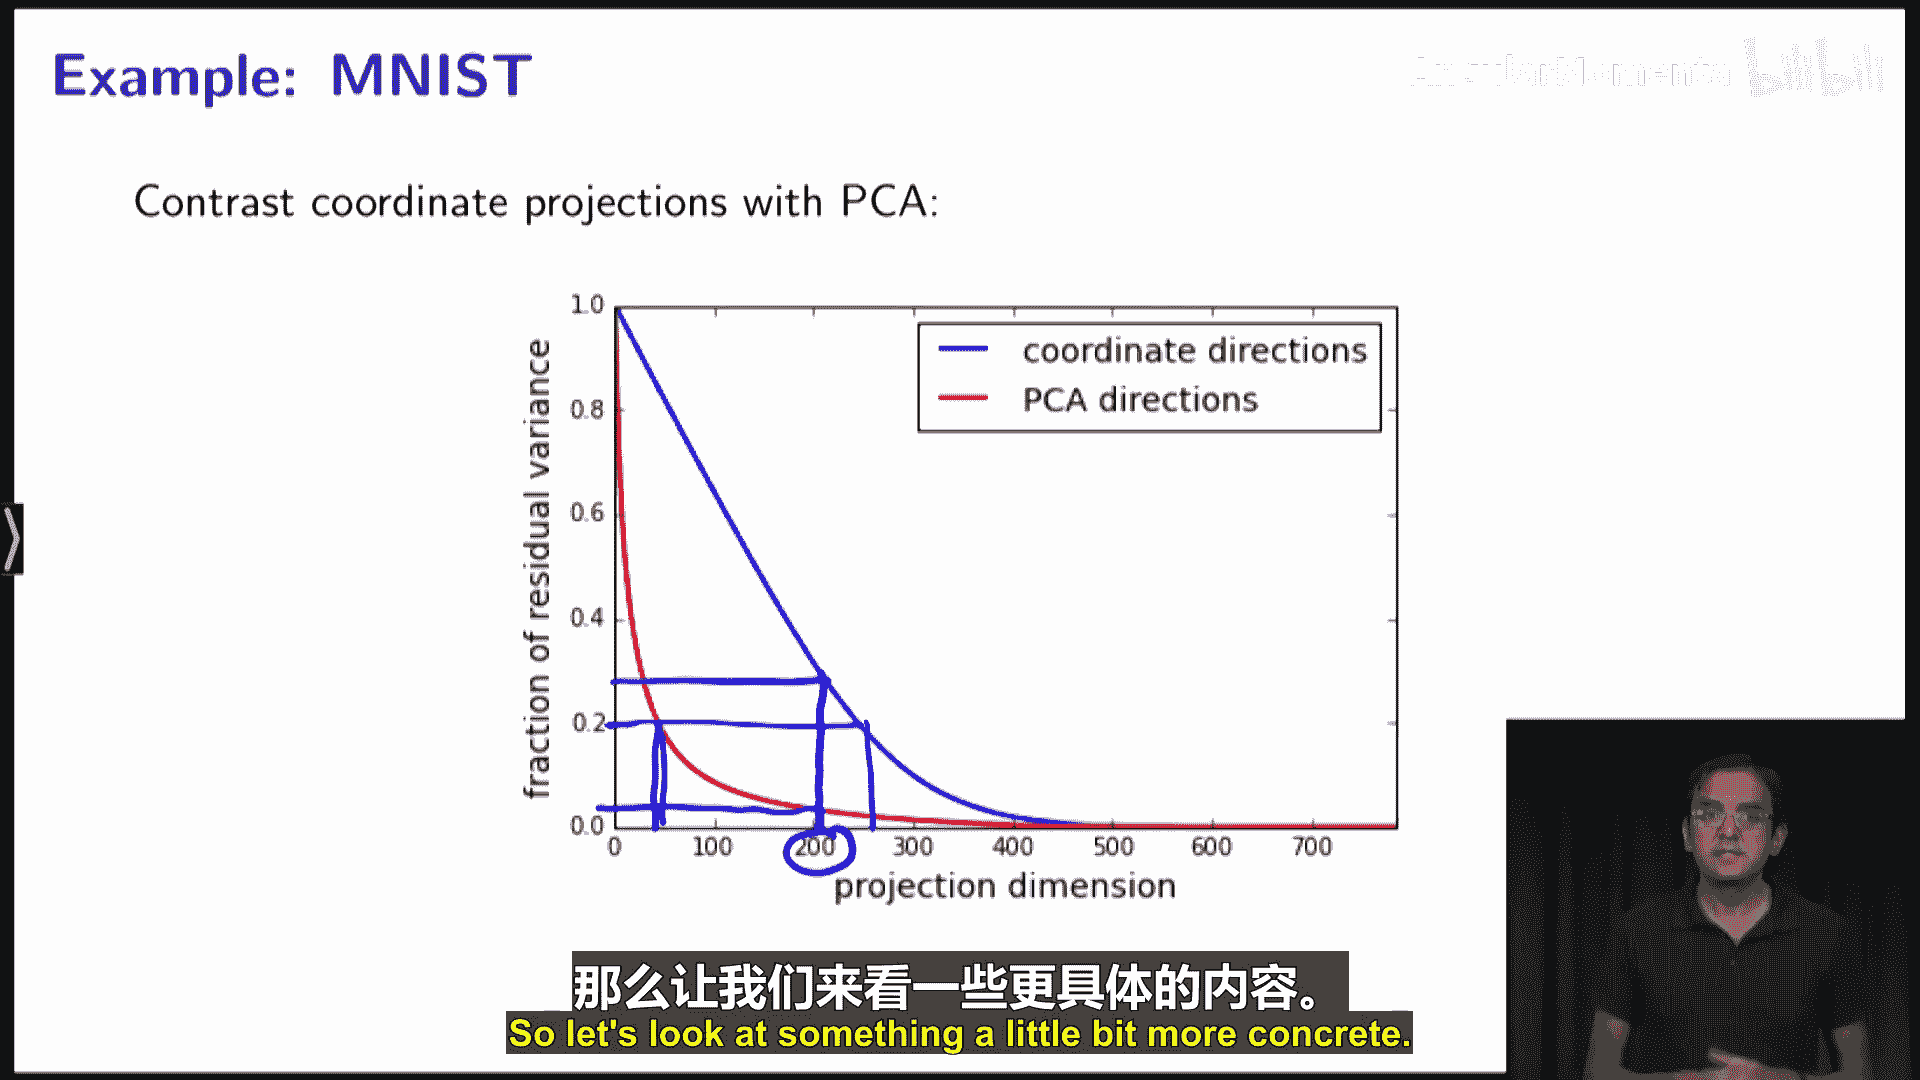 Example: MNIST
bilibili
Contrast coordinate projections with PCA:
1.0
0.8
0.6
0.4
0.2
0.0
fraction of residual variance
coordinate directions
PCA directions
0 100 200 300 400 500 600 700
projection dimension
那么让我们来看一些更具体的内容。
So let's look at something a little bit more concrete.